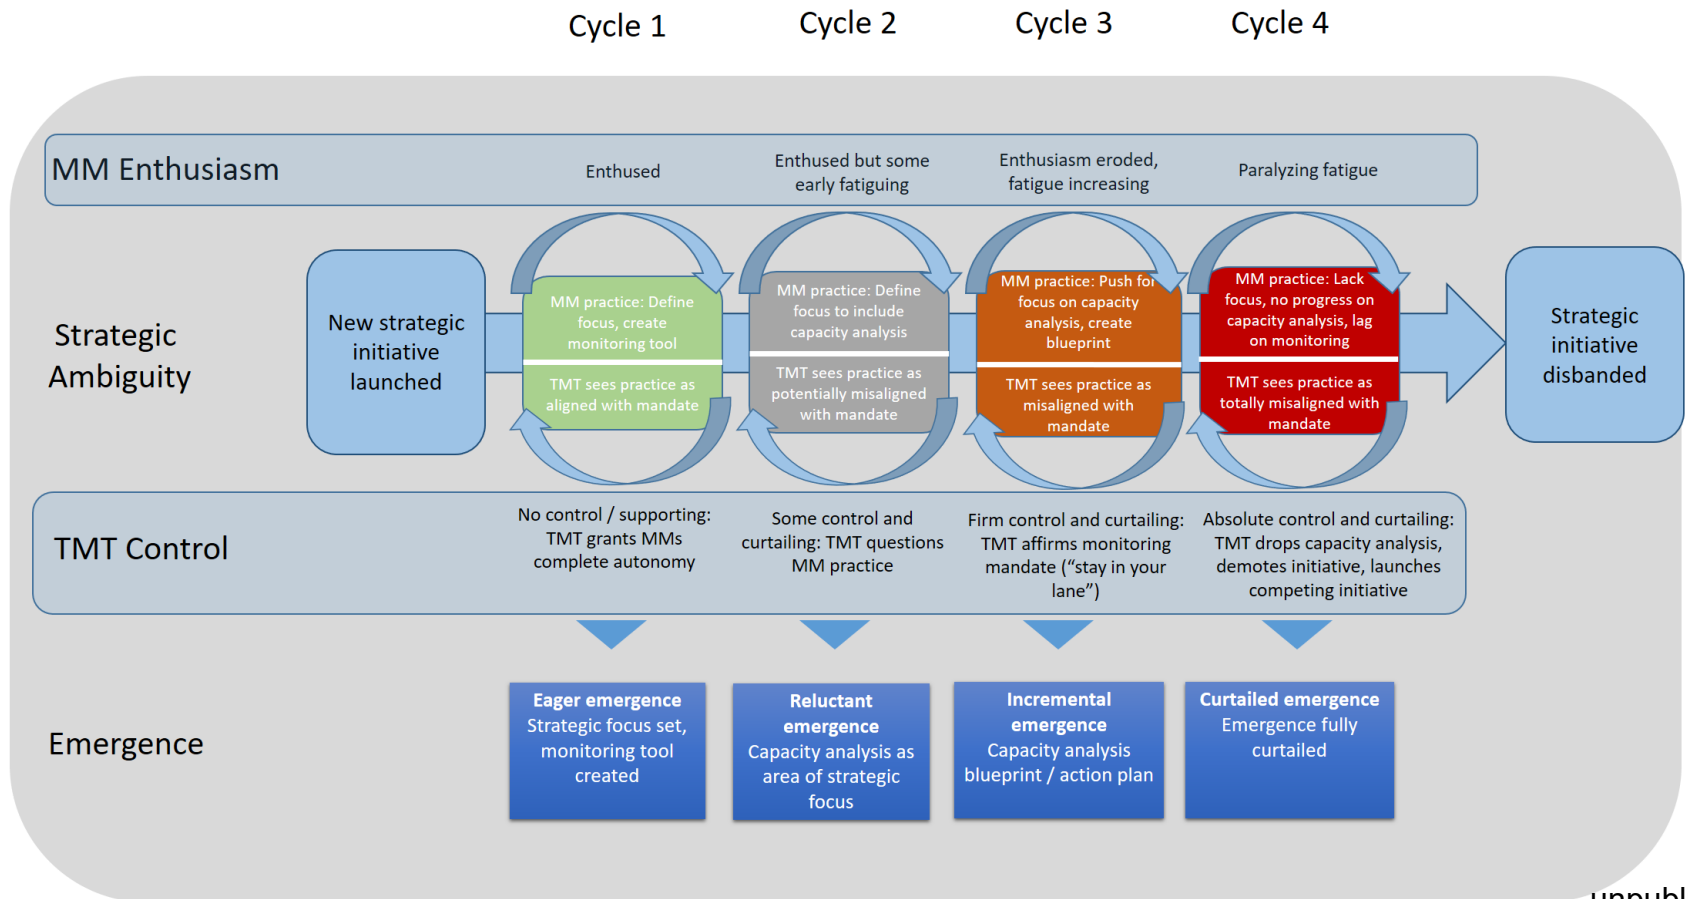 Cycle 1
Cycle 2
Cycle 3
Cycle 4
MM Enthusiasm
Enthused
Enthused but some
early fatiguing
Enthusiasm eroded,
fatigue increasing
Paralyzing fatigue
Strategic
Ambiguity
New strategic
initiative
launched
MM practice: Define
focus, create
monitoring tool
TMT sees practice as
aligned with mandate
MM practice: Define
focus to include
capacity analysis
TMT sees practice as
potentially misaligned
with mandate
MM practice: Push for
focus on capacity
analysis, create
blueprint
TMT sees practice as
misaligned with
mandate
MM practice: Lack
focus, no progress on
capacity analysis, lag
on monitoring
TMT sees practice as
totally misaligned with
mandate
Strategic
initiative
disbanded
TMT Control
No control / supporting:
TMT grants MMs
complete autonomy
Some control and
curtailing: TMT questions
MM practice
Firm control and curtailing:
TMT affirms monitoring
mandate (“stay in your
lane”)
Absolute control and curtailing:
TMT drops capacity analysis,
demotes initiative, launches
competing initiative
Emergence
Eager emergence
Strategic focus set,
monitoring tool
created
Reluctant
emergence
Capacity analysis as
area of strategic
focus
Incremental
emergence
Capacity analysis
blueprint / action plan
Curtailed emergence
Emergence fully
curtailed